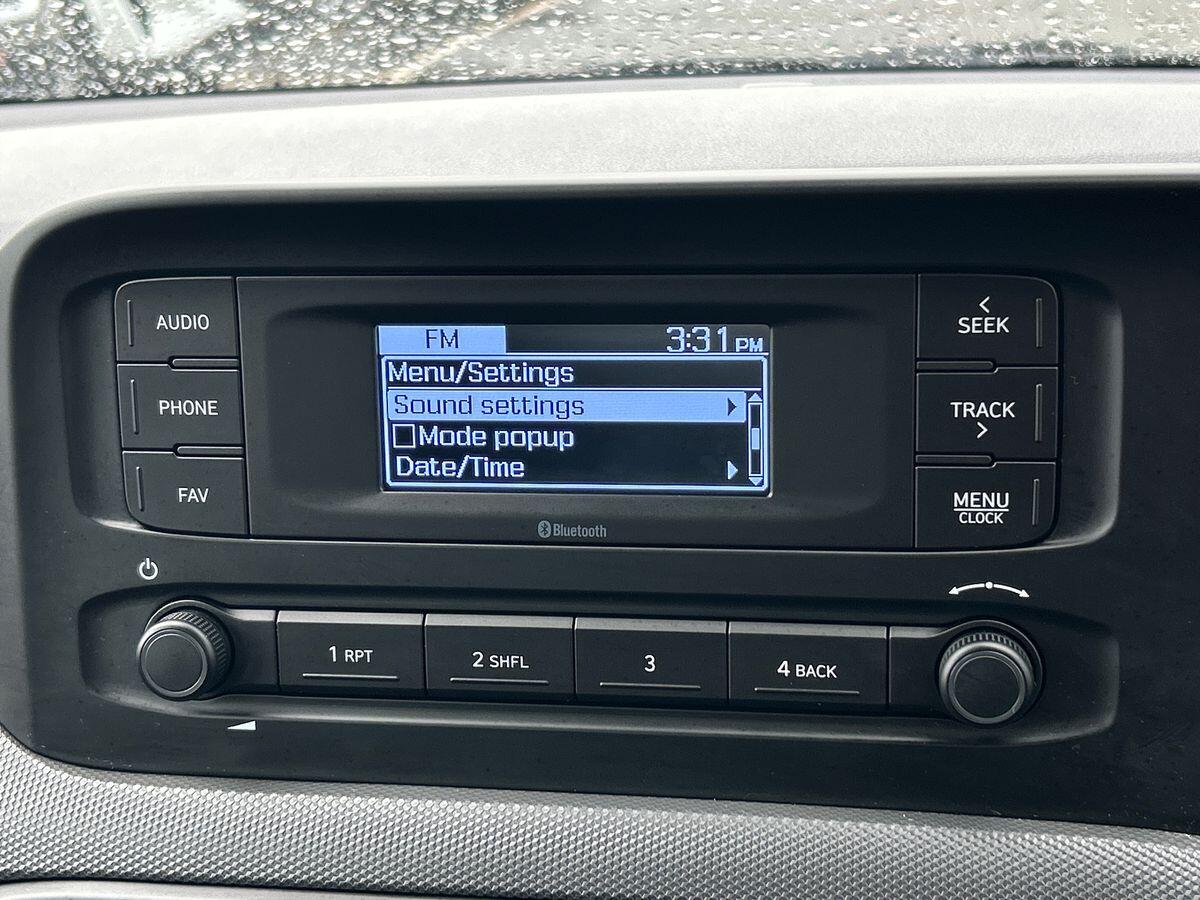 AUDIO
PHONE
FAV
FM 3:31 PM
Menu/Settings
Sound settings
Mode popup
Date/Time
Bluetooth
SEEK
TRACK
MENU
CLOCK
1 RPT
2 SHFL
3
4 BACK